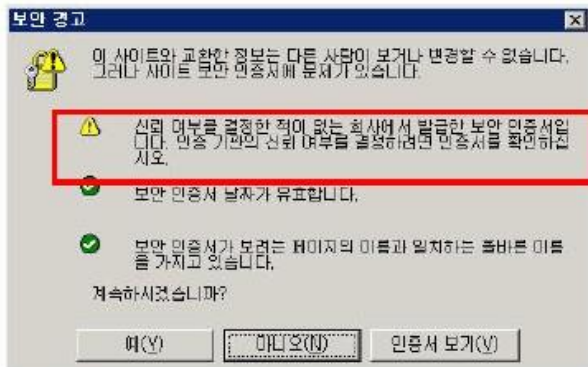 보안 경고
이 사이트와 교환한 정보는 다른 사람이 보거나 변경할 수 없습니다.
그러나 사이트 보안 인증서에 문제가 있습니다.
신뢰 여부를 결정한 적이 없는 회사에서 발급한 보안 인증서입
니다. 인증 기관의 신뢰 여부를 결정하려면 인증서를 확인하십
시오.
보안 인증서 날짜가 유효합니다.
보안 인증서가 보려는 페이지의 이름과 일치하는 올바른 이름
을 가지고 있습니다.
계속하시겠습니까?
예(Y)
아니오(N)
인증서 보기(V)